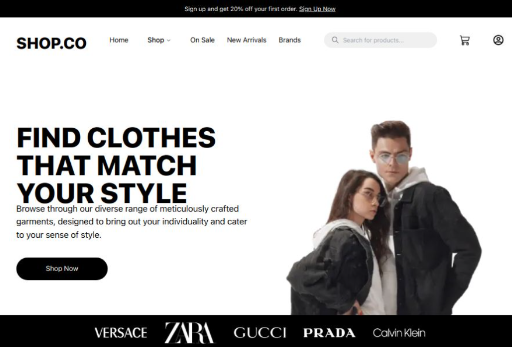 Sign up and get 20% off your first order. Sign Up Now
SHOP.CO Home Shop On Sale New Arrivals Brands Search for products...
FIND CLOTHES
THAT MATCH
YOUR STYLE
Browse through our diverse range of meticulously crafted
garments, designed to bring out your individuality and cater
to your sense of style.
Shop Now
VERSACE ZARA GUCCI PRADA Calvin Klein